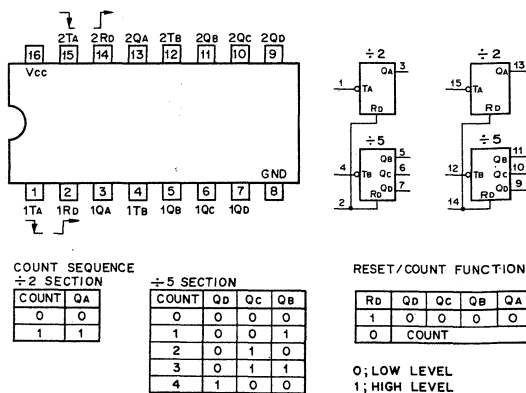 2TA 2RD 2QA 2TB 2QB 2QC 2QD
16 15 14 13 12 11 10 9
Vcc
GND
1 2 3 4 5 6 7 8
1TA 1RD 1QA 1TB 1QB 1QC 1QD
÷2
1 TA QA 3
RD
÷5
4 TB QB 5
QC 6
QD 7
RD
2
÷2
15 TA QA 13
RD
÷5
12 TB QB 11
QC 10
QD 9
RD
14
COUNT SEQUENCE
÷2 SECTION
COUNT QA
0 0
1 1
÷5 SECTION
COUNT QD QC QB
0 0 0 0
1 0 0 1
2 0 1 0
3 0 1 1
4 1 0 0
RESET/COUNT FUNCTION
RD QD QC QB QA
1 0 0 0 0
0 COUNT
0; LOW LEVEL
1; HIGH LEVEL